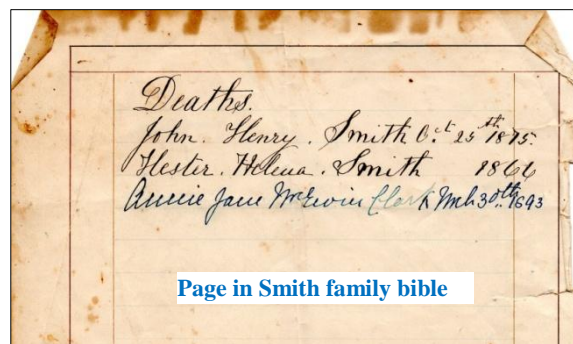 Deaths.
John. Henry. Smith Oct 25th 1875.
Hester. Helena. Smith 1866
Annie Jane McEwin Clark Mch 30th 1893
Page in Smith family bible